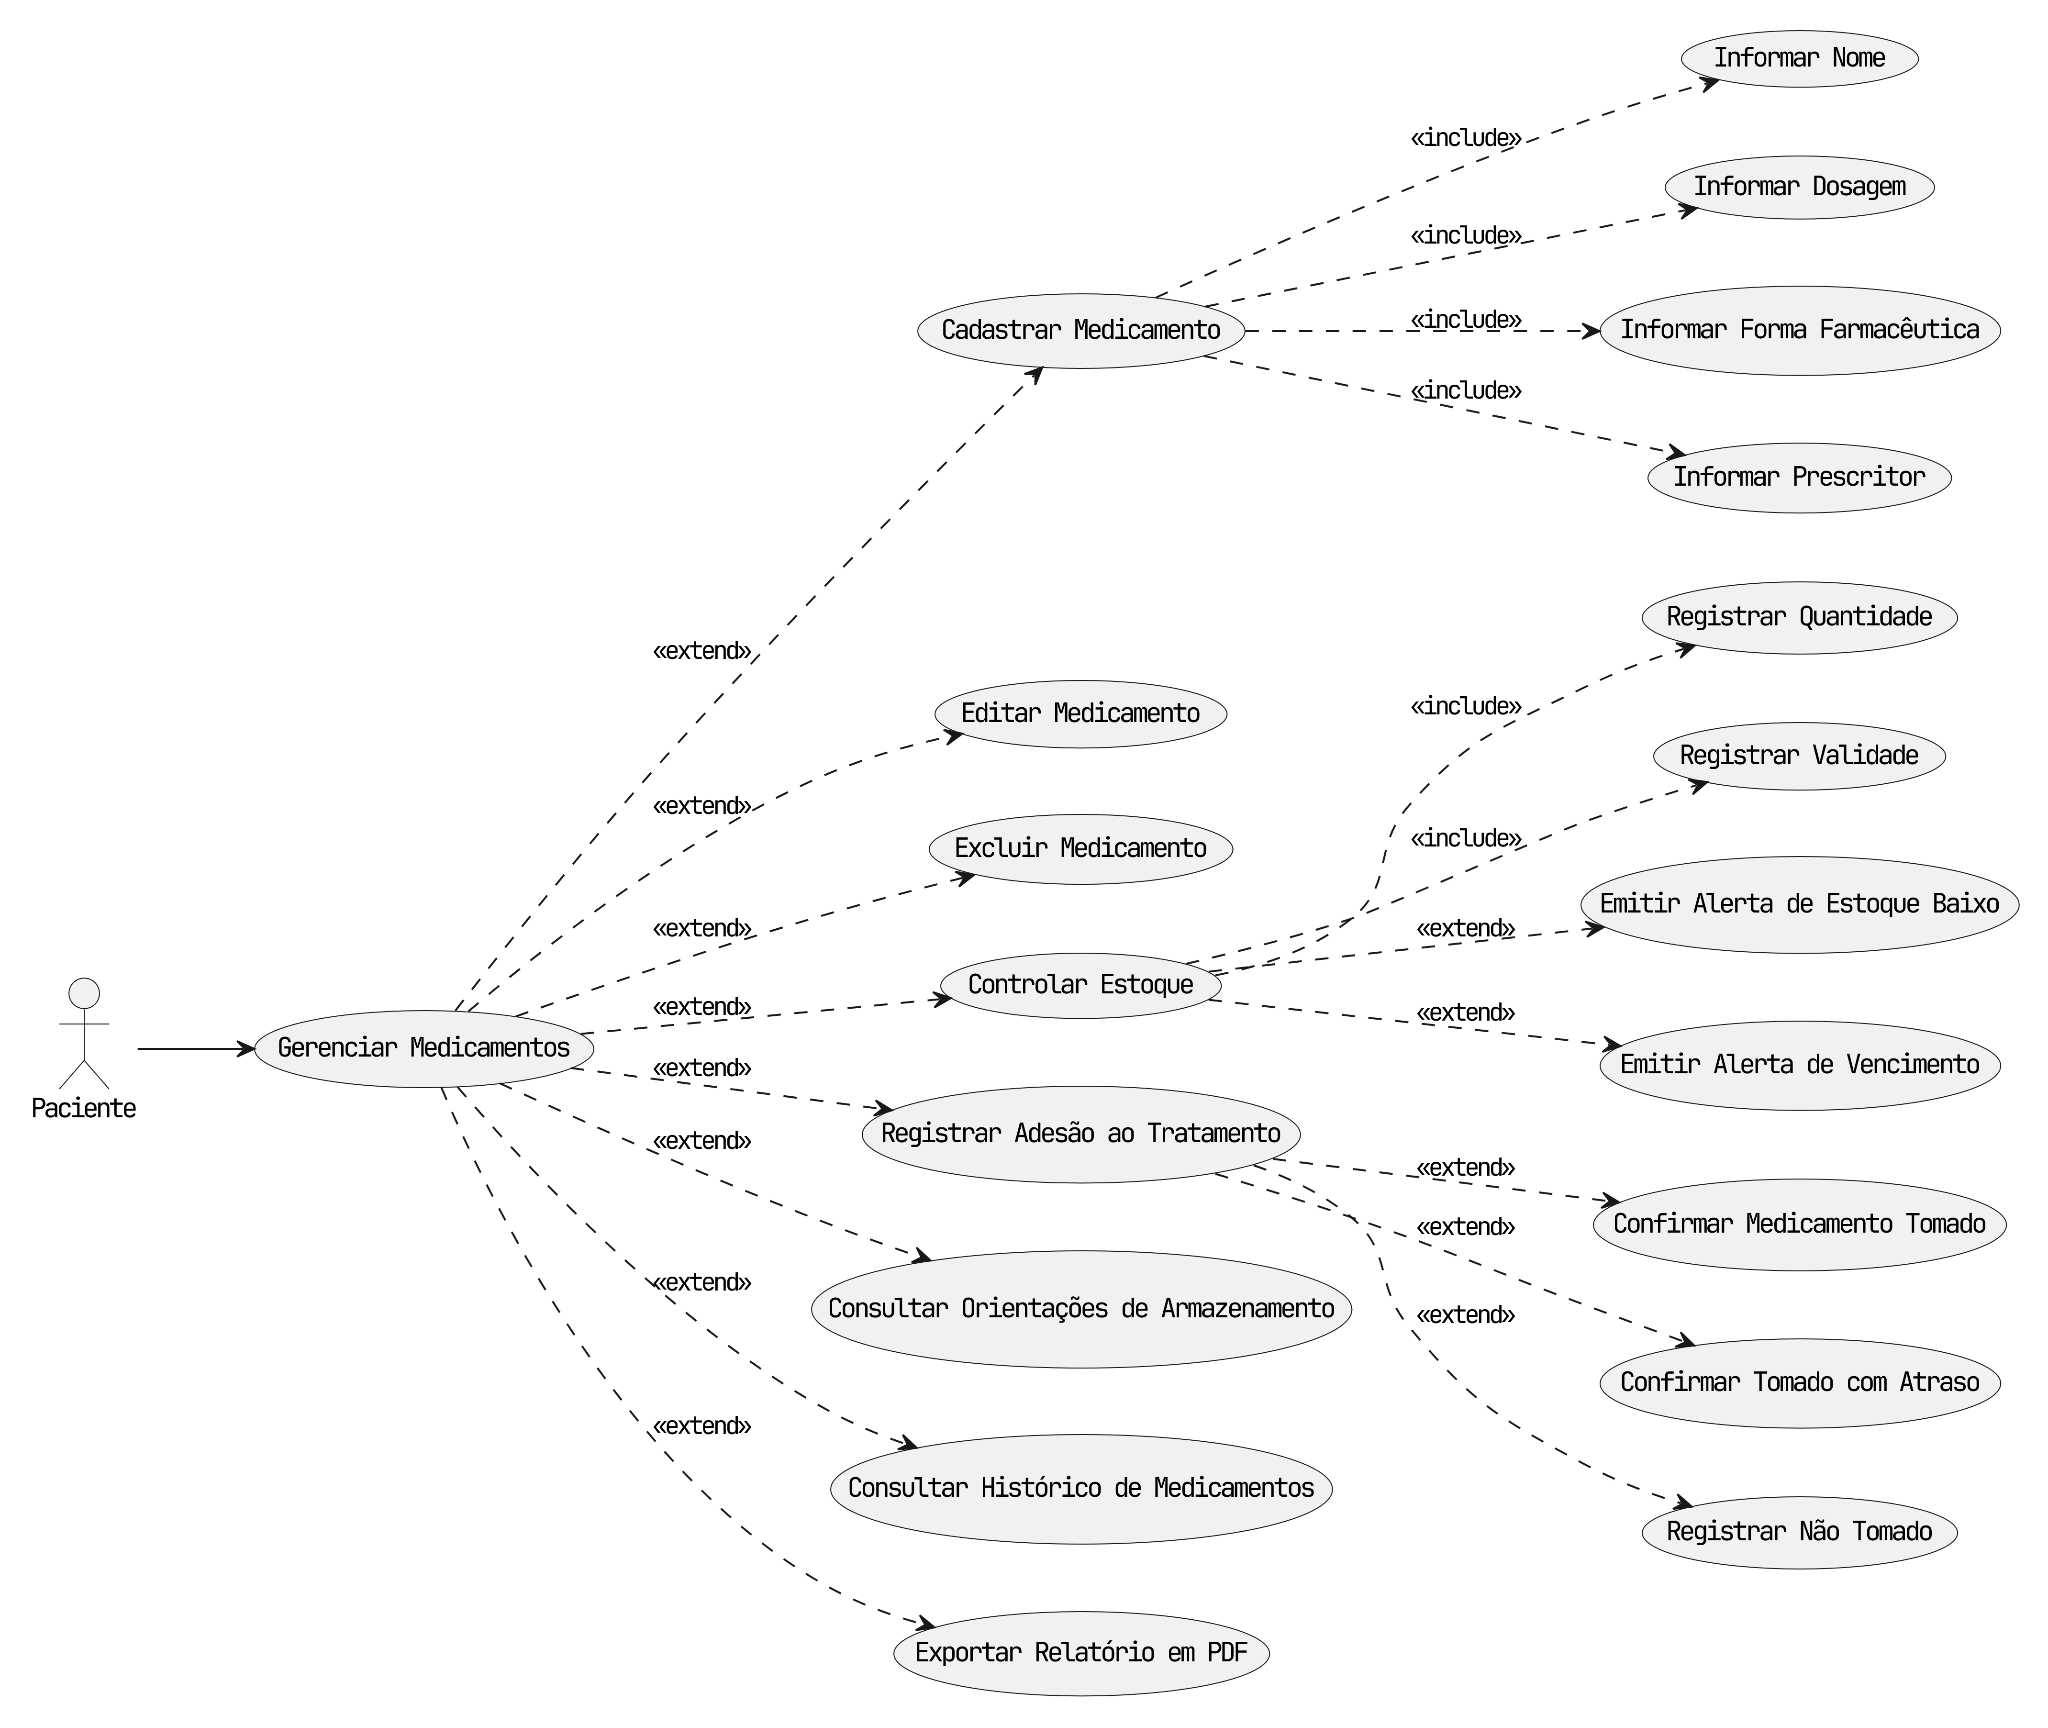 Informar Nome
«include»
Informar Dosagem
«include»
Cadastrar Medicamento
«include»
Informar Forma Farmacêutica
«include»
Informar Prescritor
Registrar Quantidade
«extend»
«include»
Editar Medicamento
Registrar Validade
«extend»
«include»
Excluir Medicamento
Emitir Alerta de Estoque Baixo
«extend»
«extend»
Controlar Estoque
«extend»
«extend»
Gerenciar Medicamentos
Emitir Alerta de Vencimento
«extend»
Paciente
Registrar Adesão ao Tratamento
«extend»
«extend»
Confirmar Medicamento Tomado
«extend»
«extend»
Consultar Orientações de Armazenamento
«extend»
Confirmar Tomado com Atraso
«extend»
Consultar Histórico de Medicamentos
Registrar Não Tomado
Exportar Relatório em PDF